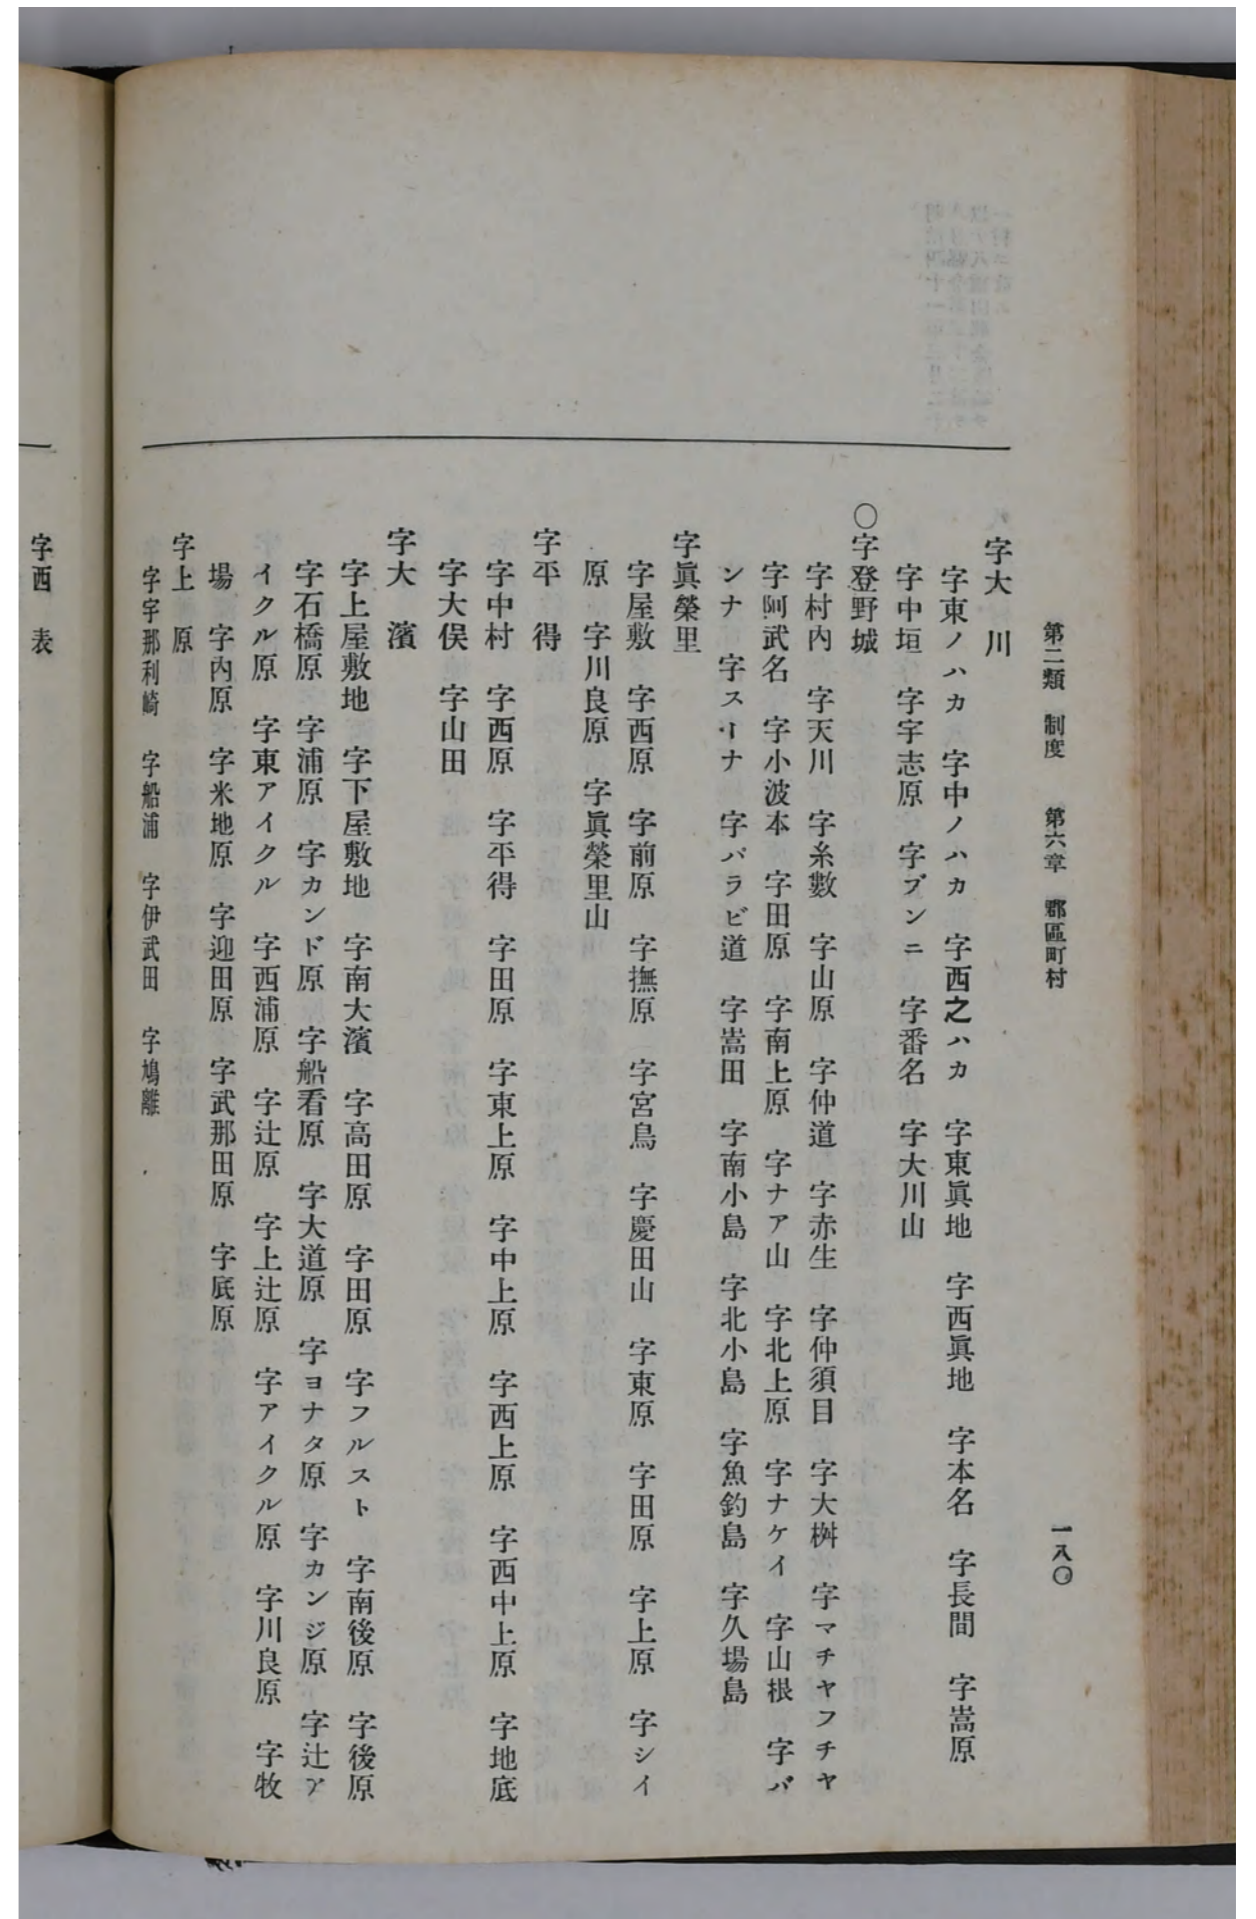 第二類 制度 第六章 郡區町村 一八〇
字大川
字東ノハカ 字中ノハカ 字西之ハカ 字東眞地 字西眞地 字本名 字長間 字嵩原
字中垣 字宇志原 字ブンニ 字番名 字大川山
〇字登野城
字村内 字天川 字糸數 字山原 字仲道 字赤生 字仲須目 字大桝 字マチヤフチヤ
字阿武名 字小波本 字田原 字南上原 字ナア山 字北上原 字ナケイ 字山根 字バ
ンナ 字スーナ 字バラビ道 字嵩田 字南小島 字北小島 字魚釣島 字久場島
字眞榮里
字屋敷 字西原 字前原 字撫原 字宮鳥 字慶田山 字東原 字田原 字上原 字シイ
原 字川良原 字眞榮里山
字平得
字中村 字西原 字平得 字田原 字東上原 字中上原 字西上原 字西中上原 字地底
字大俣 字山田
字大濱
字上屋敷地 字下屋敷地 字南大濱 字高田原 字田原 字フルスト 字南後原 字後原
字石橋原 字浦原 字カンド原 字船看原 字大道原 字ヨナタ原 字カンジ原 字辻ア
イクル原 字東アイクル 字西浦原 字辻原 字上辻原 字アイクル原 字川良原 字牧
場 字内原 字米地原 字迎田原 字武那田原 字底原
字上原
字宇那利崎 字船浦 字伊武田 字鳩離
字西表